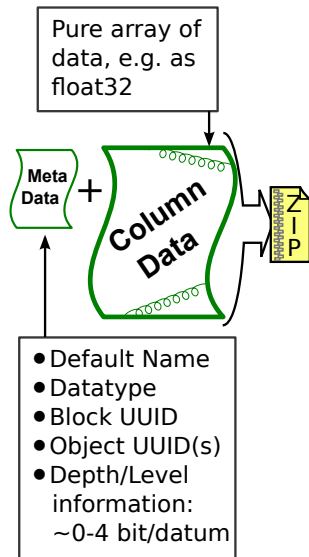 Pure array of
data, e.g. as
float32
Meta
Data
+
Column
Data
ZIP
●Default Name
●Datatype
●Block UUID
●Object UUID(s)
●Depth/Level
information:
~0-4 bit/datum